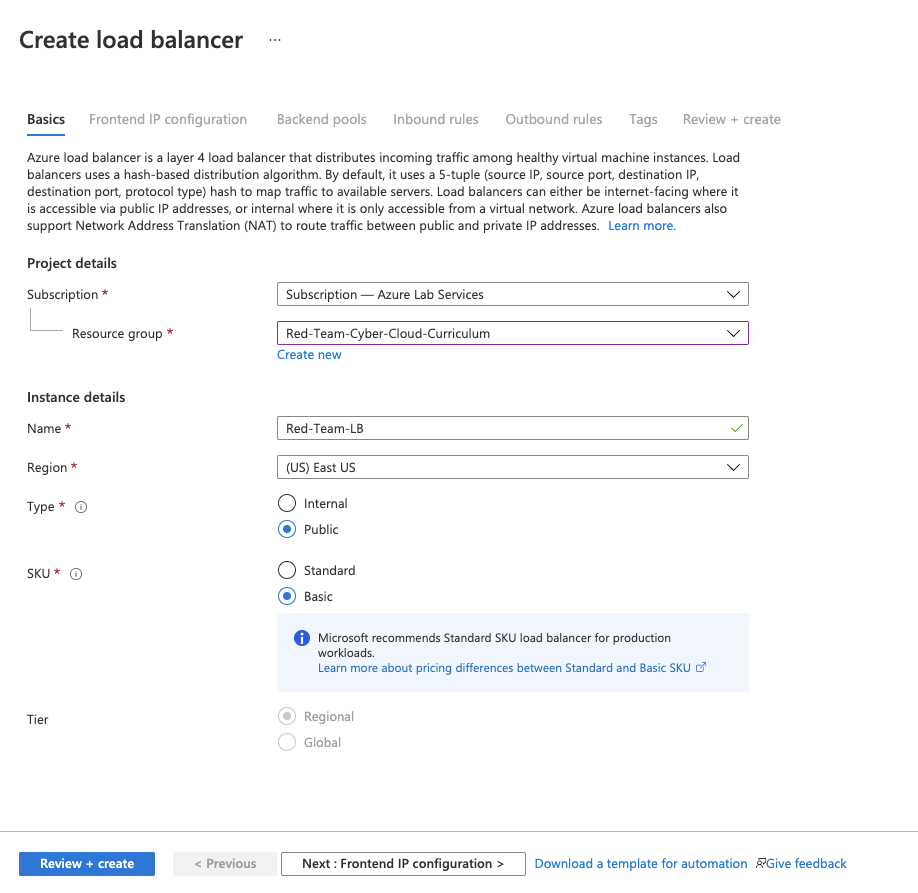 Create load balancer ...
Basics Frontend IP configuration Backend pools Inbound rules Outbound rules Tags Review + create
Azure load balancer is a layer 4 load balancer that distributes incoming traffic among healthy virtual machine instances. Load
balancers uses a hash-based distribution algorithm. By default, it uses a 5-tuple (source IP, source port, destination IP,
destination port, protocol type) hash to map traffic to available servers. Load balancers can either be internet-facing where it
is accessible via public IP addresses, or internal where it is only accessible from a virtual network. Azure load balancers also
support Network Address Translation (NAT) to route traffic between public and private IP addresses. Learn more.
Project details
Subscription * Subscription — Azure Lab Services
Resource group * Red-Team-Cyber-Cloud-Curriculum
Create new
Instance details
Name * Red-Team-LB
Region * (US) East US
Type * Internal
Public
SKU * Standard
Basic
Microsoft recommends Standard SKU load balancer for production
workloads.
Learn more about pricing differences between Standard and Basic SKU
Tier Regional
Global
Review + create < Previous Next : Frontend IP configuration > Download a template for automation Give feedback